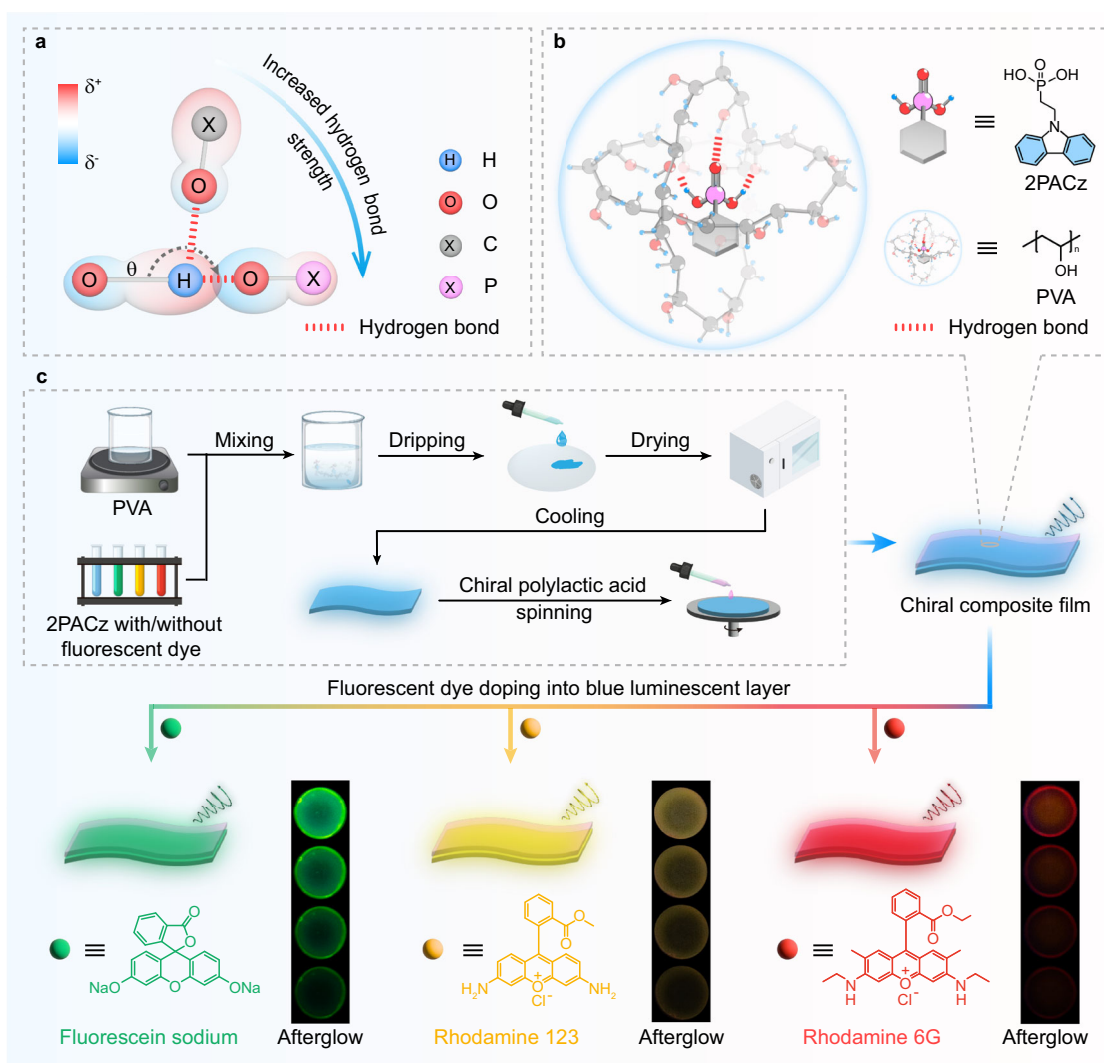 a
δ+
δ-
Increased hydrogen bond
strength
X
O
θ
O
H
O
X
H H
O O
X C
X P
Hydrogen bond
b
O
HO OH
P
N
≡
2PACz
≡
n
OH
PVA
Hydrogen bond
c
PVA
Mixing
Dripping
Drying
Cooling
2PACz with/without
fluorescent dye
Chiral polylactic acid
spinning
Chiral composite film
Fluorescent dye doping into blue luminescent layer
≡
O
O
NaO O ONa
Fluorescein sodium
Afterglow
≡
O
O
H2N O+ NH2
Cl-
Rhodamine 123
Afterglow
≡
O
O
N O+ N
H Cl- H
Rhodamine 6G
Afterglow